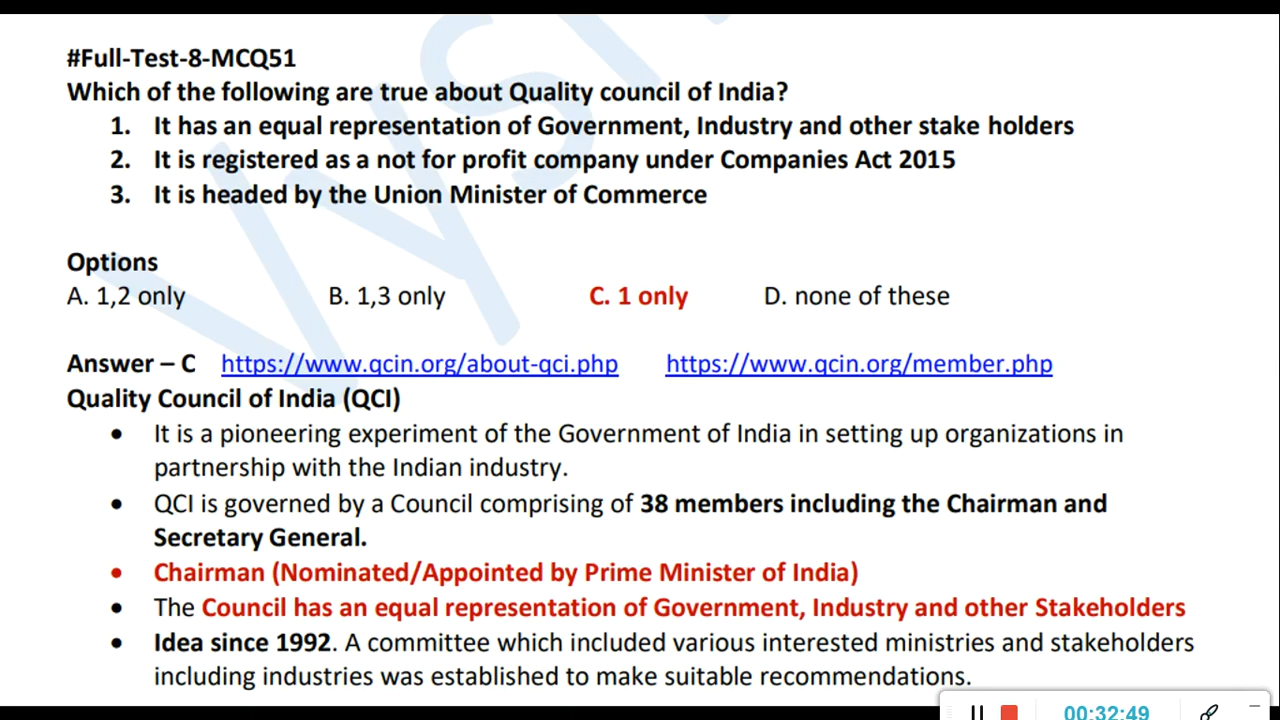 #Full-Test-8-MCQ51
Which of the following are true about Quality council of India?
1. It has an equal representation of Government, Industry and other stake holders
2. It is registered as a not for profit company under Companies Act 2015
3. It is headed by the Union Minister of Commerce
Options
A. 1,2 only B. 1,3 only C. 1 only D. none of these
Answer – C https://www.qcin.org/about-qci.php https://www.qcin.org/member.php
Quality Council of India (QCI)
• It is a pioneering experiment of the Government of India in setting up organizations in
partnership with the Indian industry.
• QCI is governed by a Council comprising of 38 members including the Chairman and
Secretary General.
• Chairman (Nominated/Appointed by Prime Minister of India)
• The Council has an equal representation of Government, Industry and other Stakeholders
• Idea since 1992. A committee which included various interested ministries and stakeholders
including industries was established to make suitable recommendations.
00:32:49